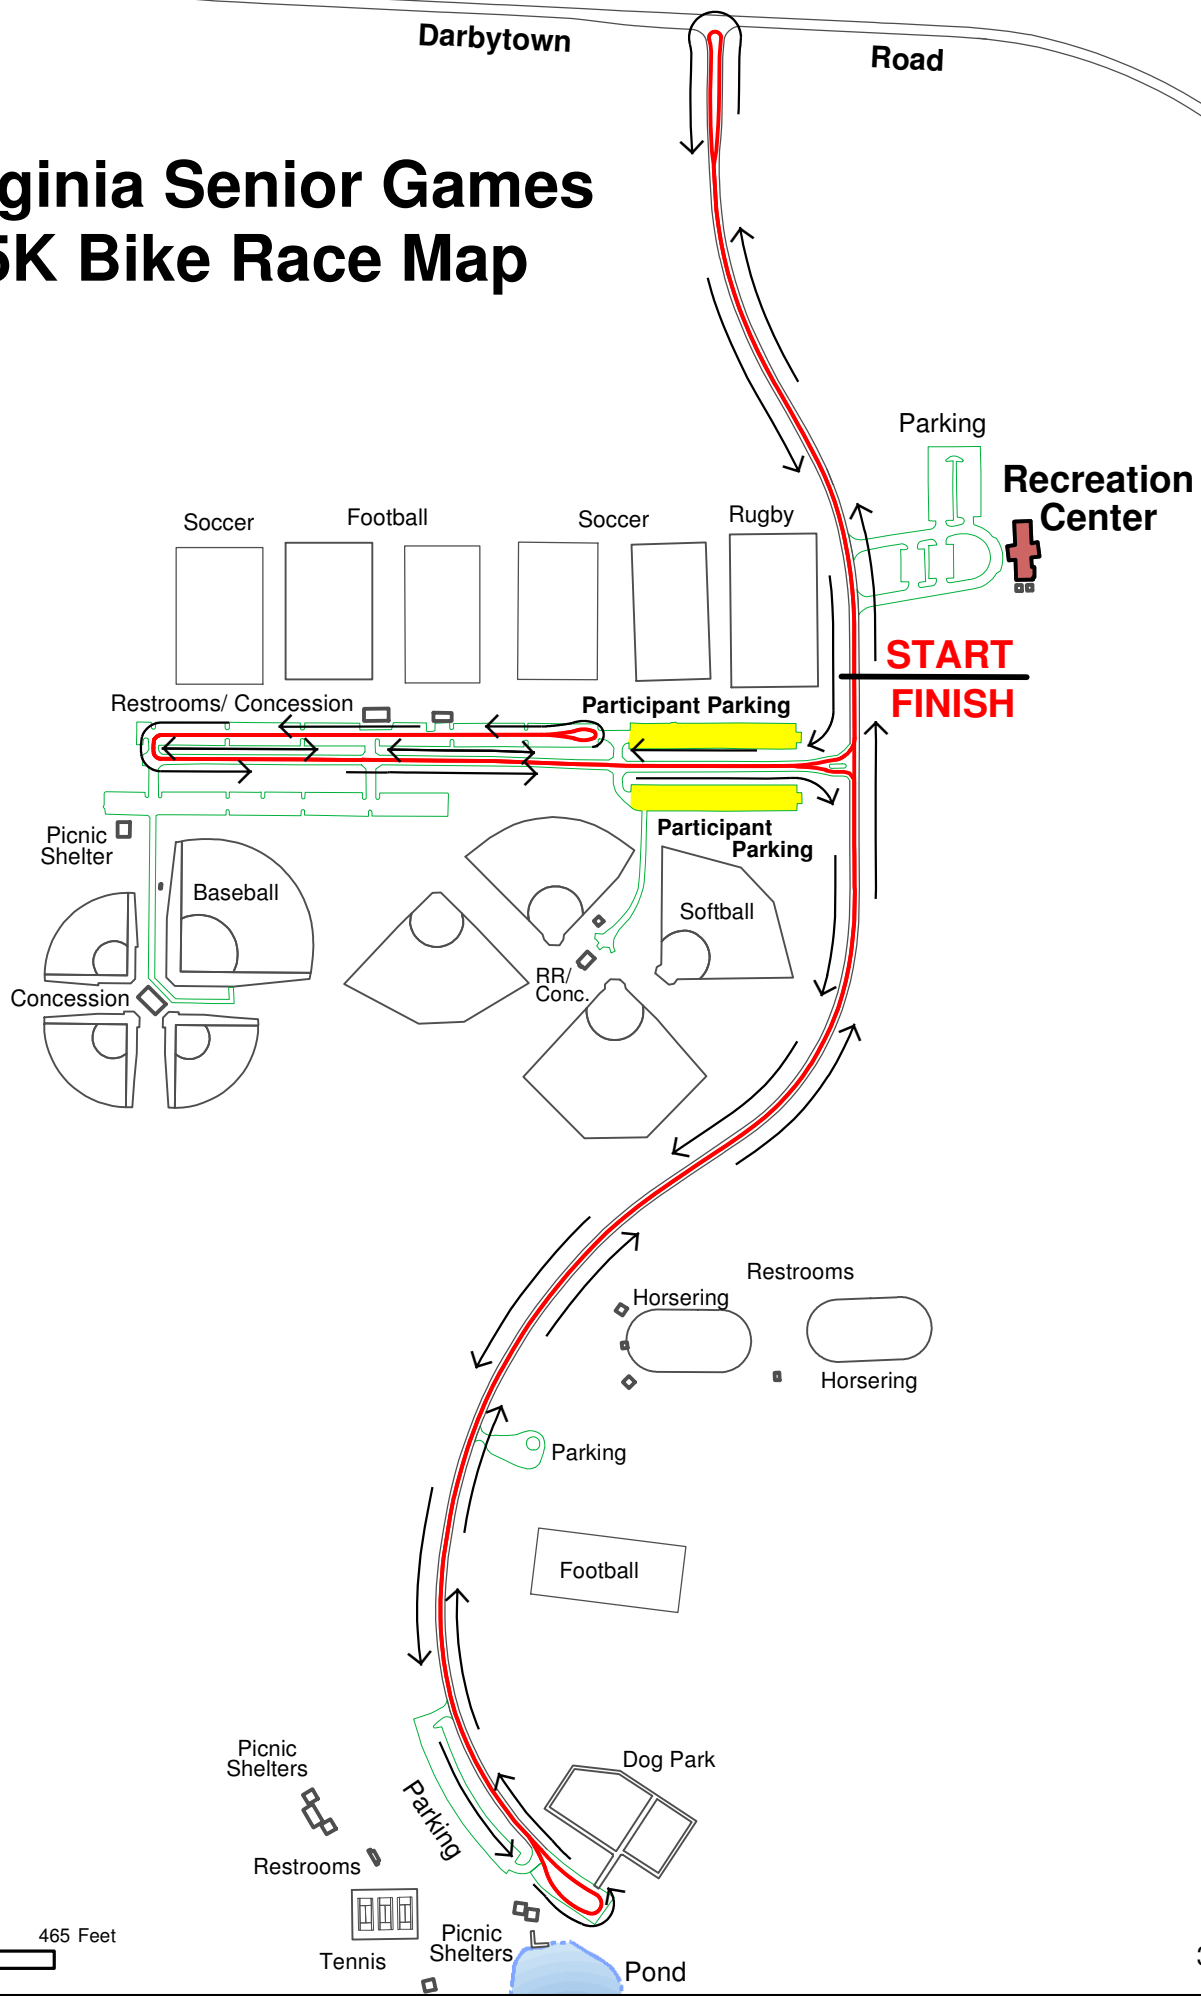 Darbytown
Road
ginia Senior Games
5K Bike Race Map
Parking
Recreation
Center
Soccer
Football
Soccer
Rugby
START
FINISH
Restrooms/ Concession
Participant Parking
Participant
Parking
Picnic
Shelter
Baseball
Softball
RR/
Conc.
Concession
Restrooms
Horsering
Horsering
Parking
Football
Picnic
Shelters
Dog Park
Parking
Restrooms
Picnic
Shelters
Tennis
Pond
465 Feet